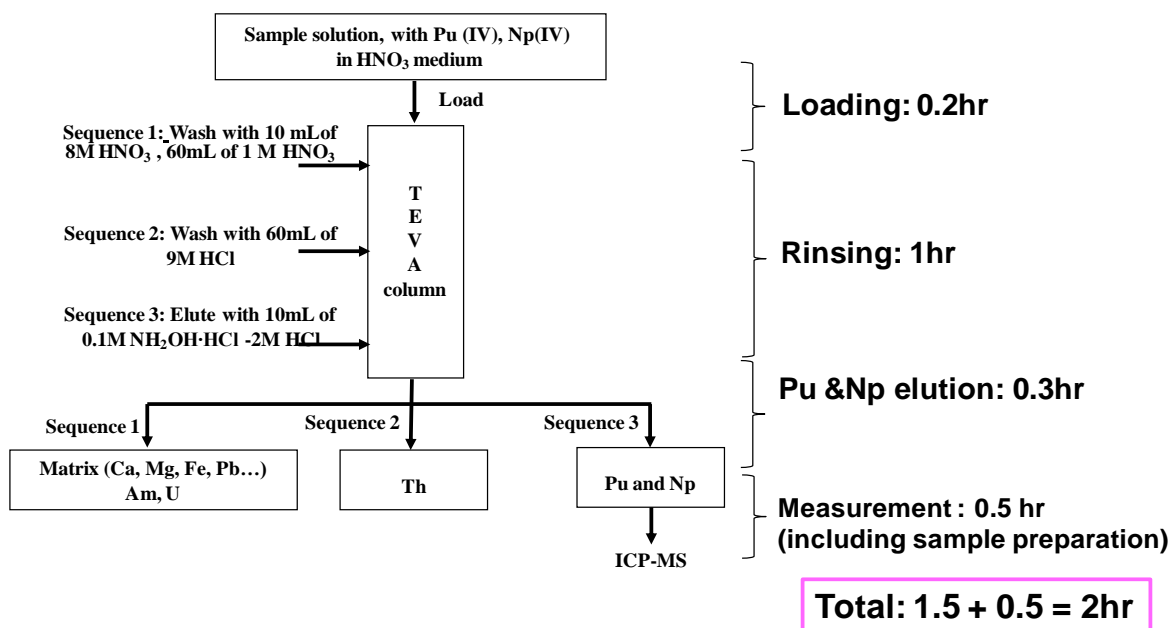 Sample solution, with Pu (IV), Np(IV)
in HNO₃ medium
Load
Loading: 0.2hr
Sequence 1: Wash with 10 mLof
8M HNO₃ , 60mL of 1 M HNO₃
T
E
V
A
column
Sequence 2: Wash with 60mL of
9M HCl
Rinsing: 1hr
Sequence 3: Elute with 10mL of
0.1M NH₂OH·HCl -2M HCl
Pu &Np elution: 0.3hr
Sequence 1
Sequence 2
Sequence 3
Matrix (Ca, Mg, Fe, Pb…)
Am, U
Th
Pu and Np
Measurement : 0.5 hr
(including sample preparation)
ICP-MS
Total: 1.5 + 0.5 = 2hr